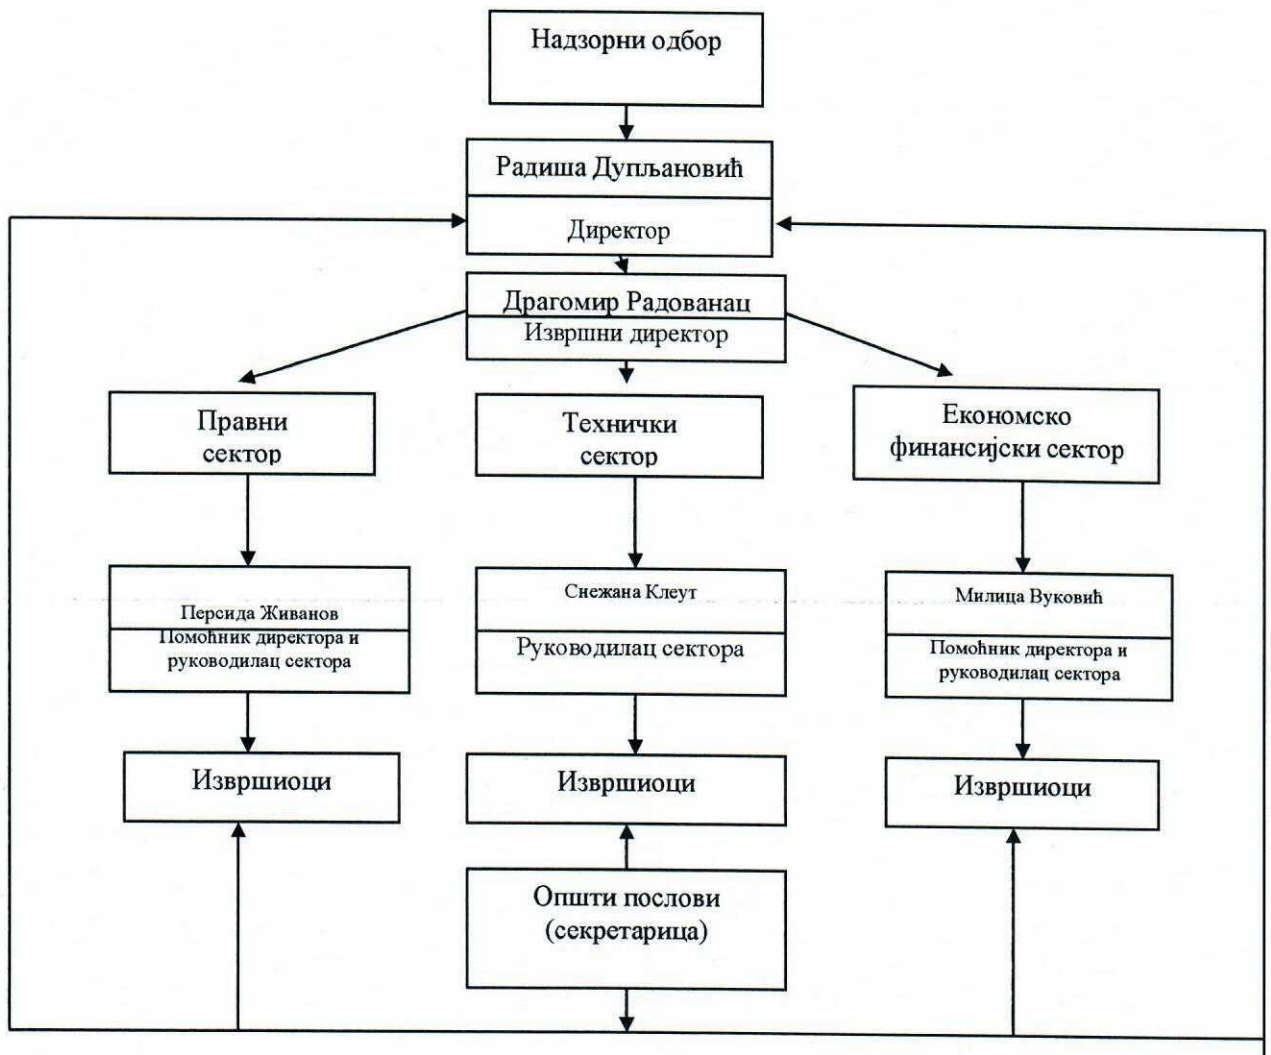 Надзорни одбор
Радиша Дупљановић
Директор
Драгомир Радованац
Извршни директор
Правни
сектор
Технички
сектор
Економско
финансијски сектор
Персида Живанов
Помоћник директора и
руководилац сектора
Снежана Клеут
Руководилац сектора
Милица Вуковић
Помоћник директора и
руководилац сектора
Извршиоци
Извршиоци
Извршиоци
Општи послови
(секретарица)